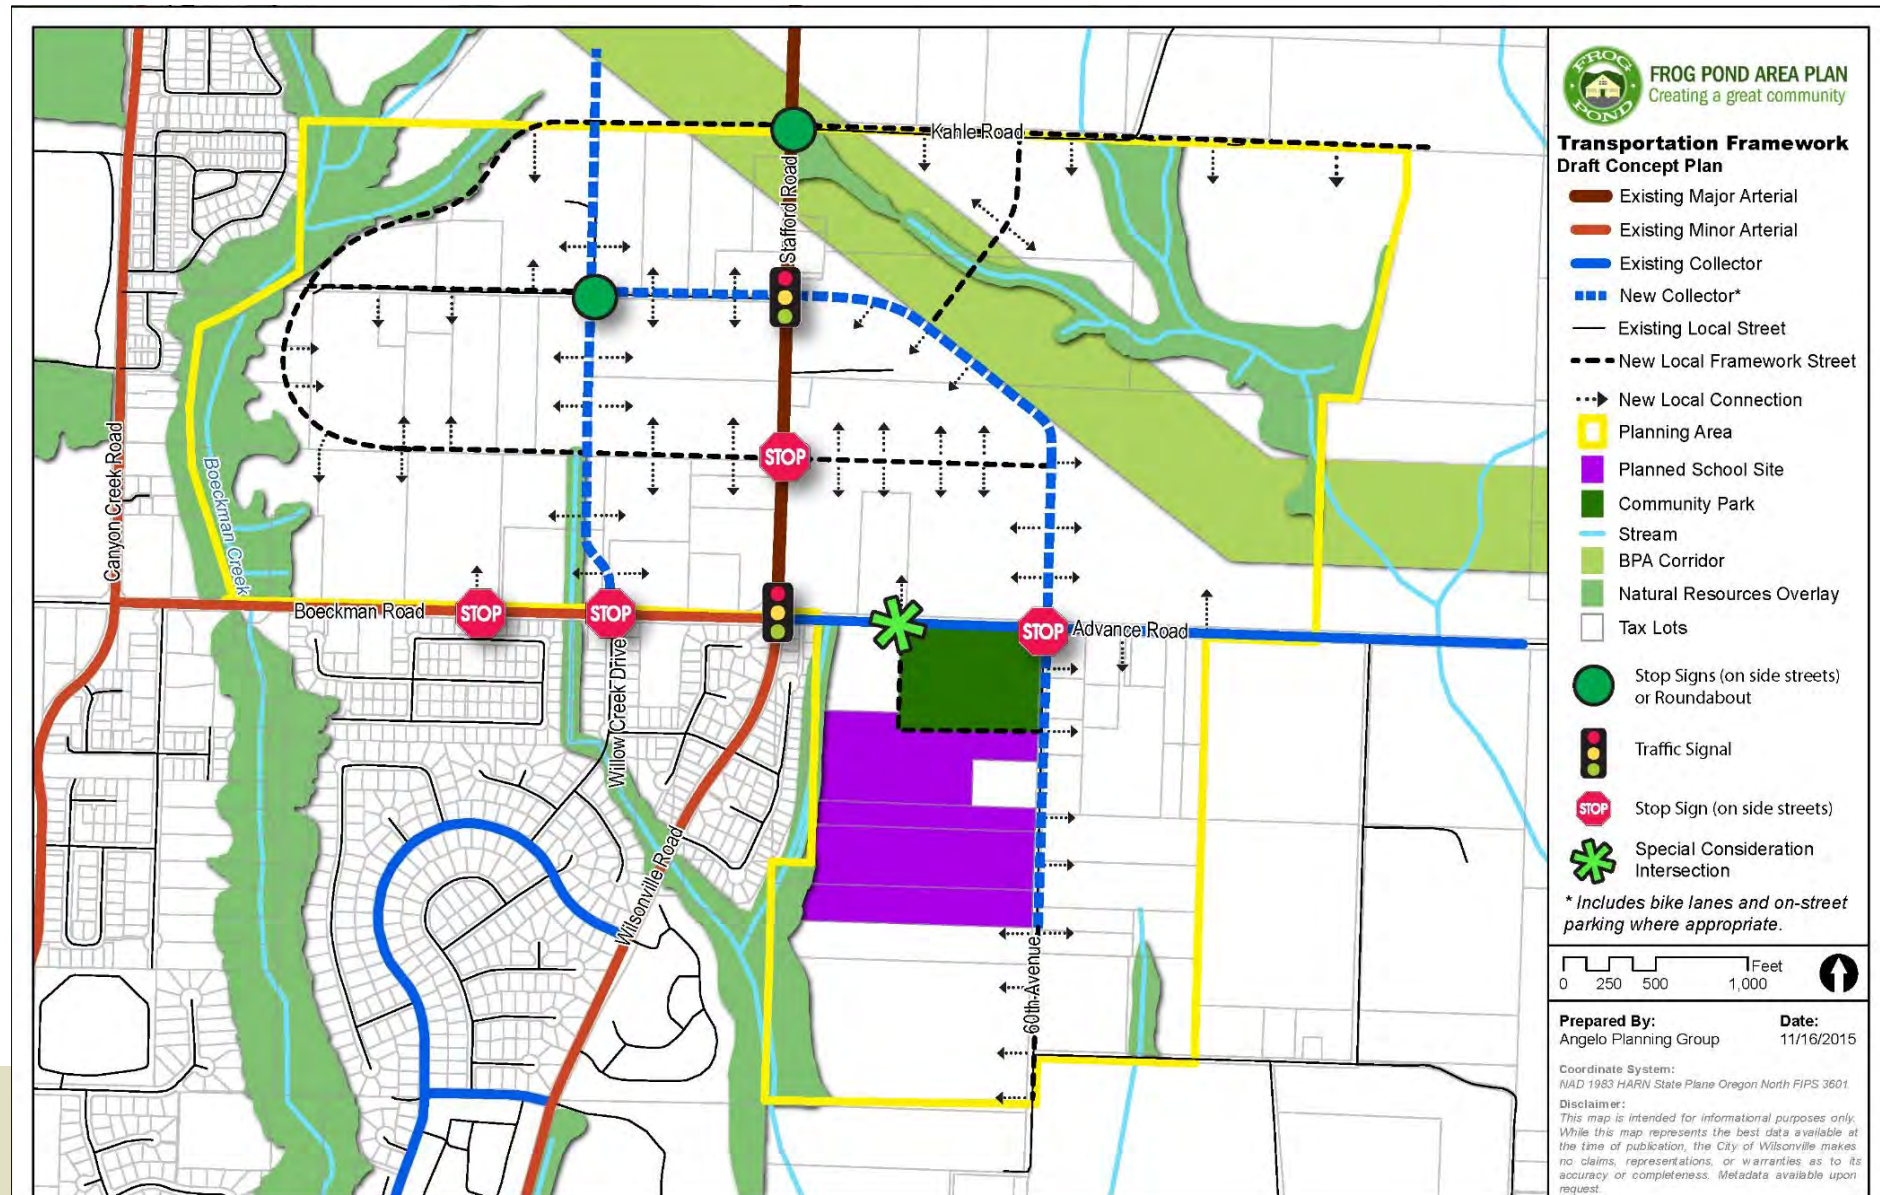 FROG POND
FROG POND AREA PLAN
Creating a great community
Transportation Framework
Draft Concept Plan
Existing Major Arterial
Existing Minor Arterial
Existing Collector
New Collector*
Existing Local Street
New Local Framework Street
New Local Connection
Planning Area
Planned School Site
Community Park
Stream
BPA Corridor
Natural Resources Overlay
Tax Lots
Stop Signs (on side streets)
or Roundabout
Traffic Signal
STOP
Stop Sign (on side streets)
Special Consideration
Intersection
* Includes bike lanes and on-street
parking where appropriate.
Feet
0 250 500 1,000
Prepared By:
Angelo Planning Group
Date:
11/16/2015
Coordinate System:
NAD 1983 HARN State Plane Oregon North FIPS 3601
Disclaimer:
This map is intended for informational purposes only.
While this map represents the best data available at
the time of publication, the City of Wilsonville makes
no claims, representations, or warranties as to its
accuracy or completeness. Metadata available upon
request
Kahle Road
Stafford Road
Canyon Creek Road
Boeckman Creek
STOP
Boeckman Road
STOP
STOP
STOP
Advance Road
Willow Creek Drive
Wilsonville Road
60th Avenue